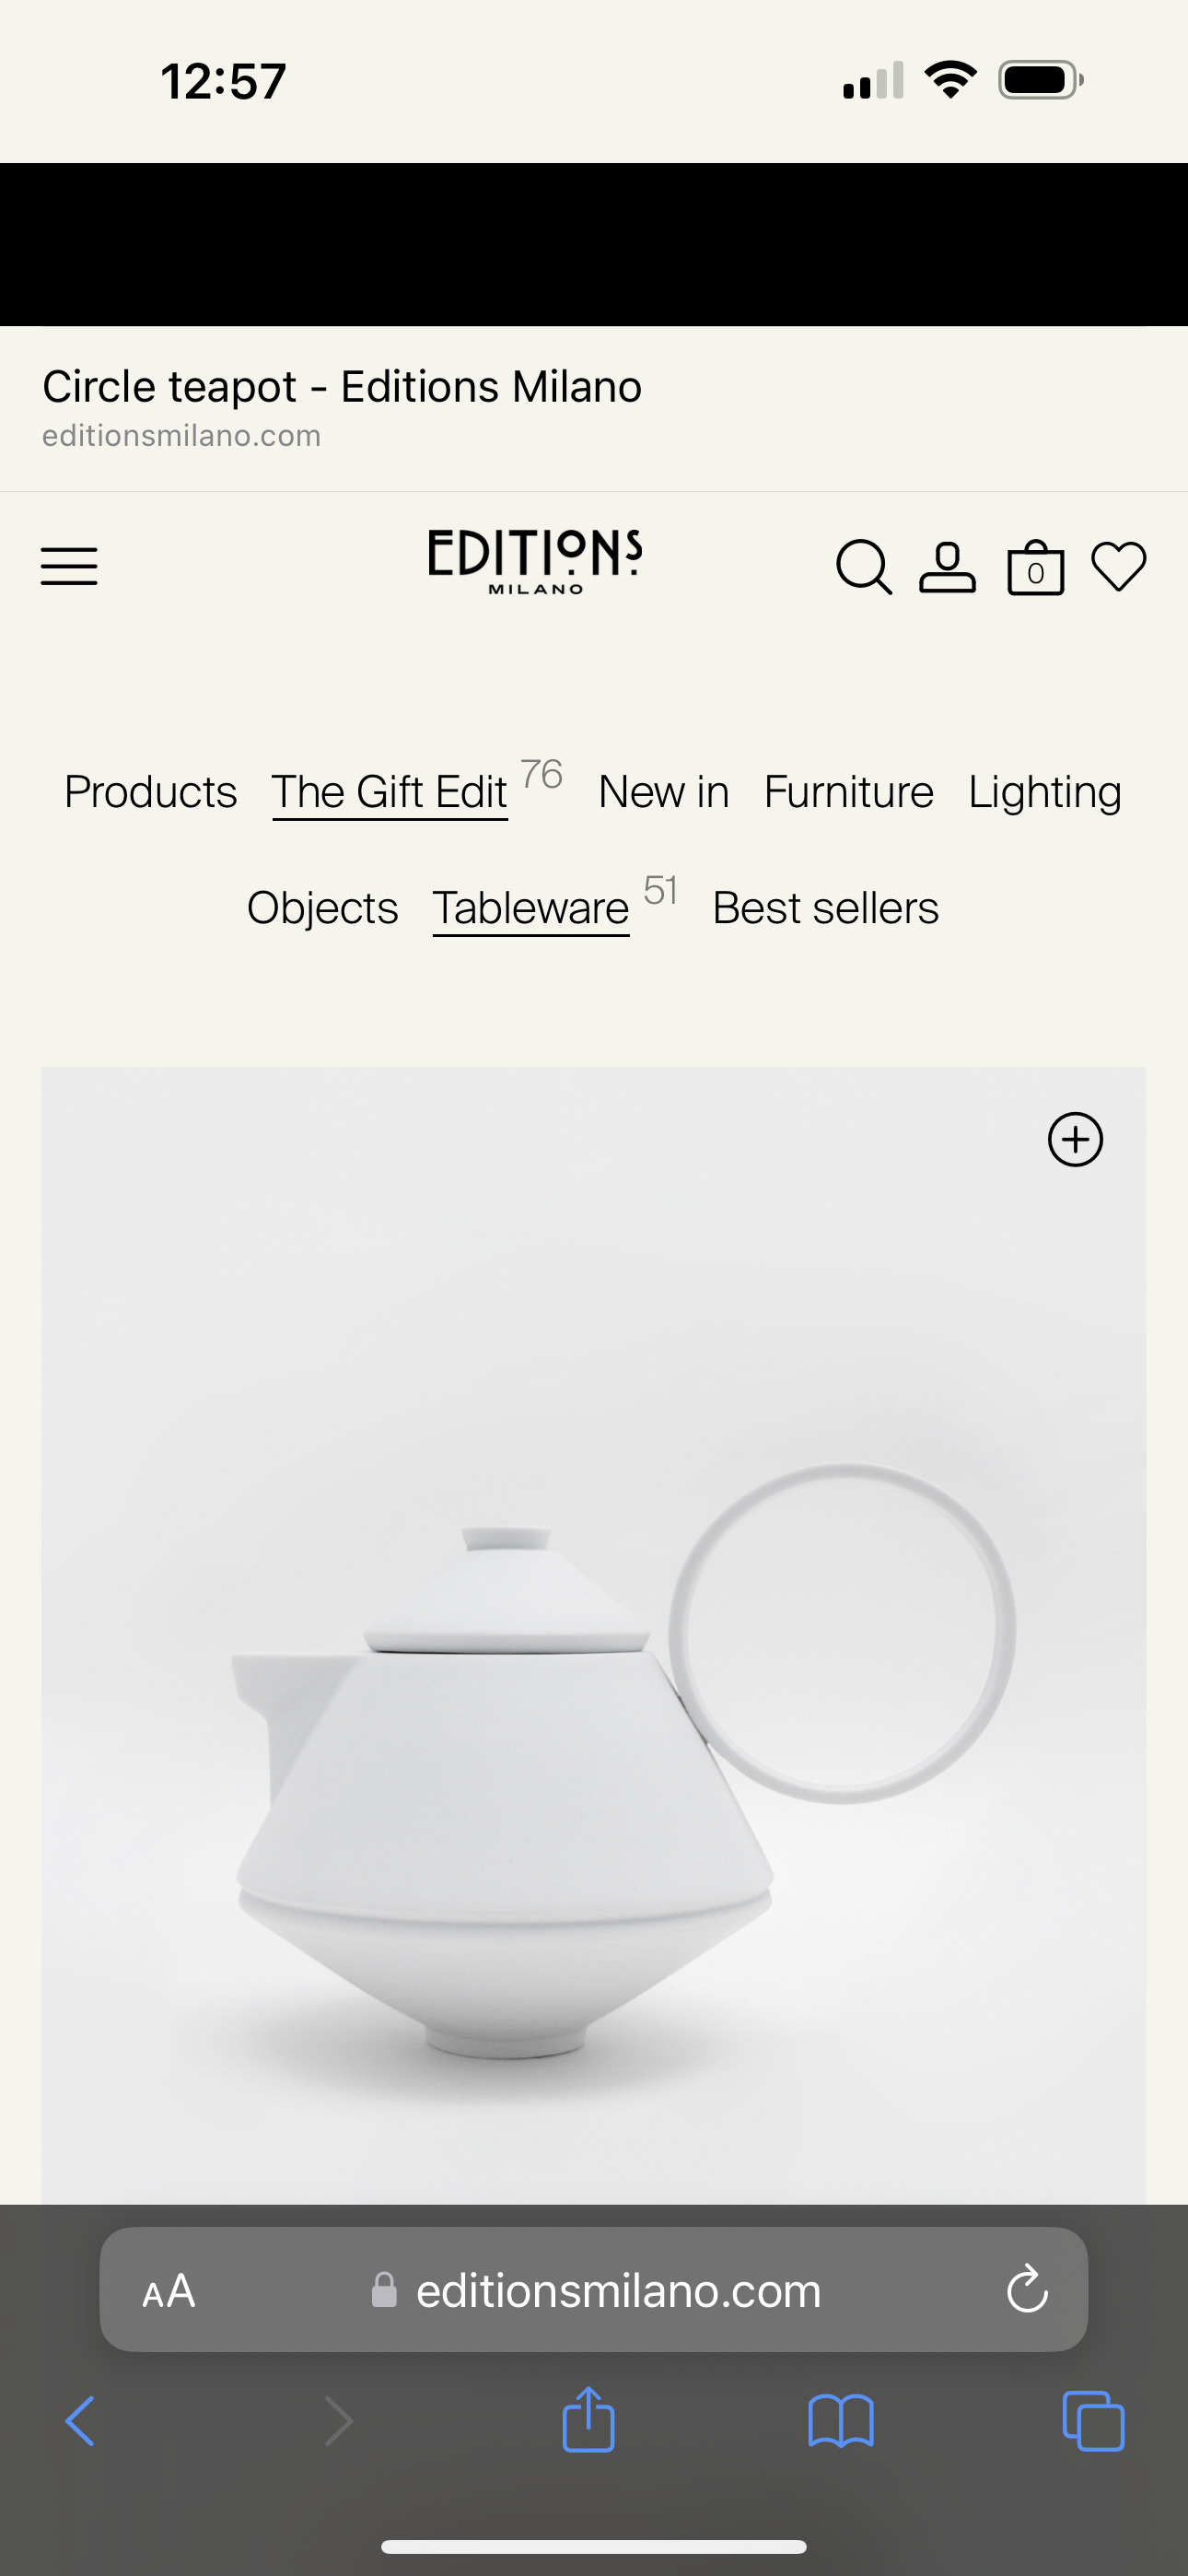 12:57
Circle teapot - Editions Milano
editionsmilano.com
EDITIONS
MILANO
0
Products The Gift Edit 76 New in Furniture Lighting
Objects Tableware 51 Best sellers
AA editionsmilano.com